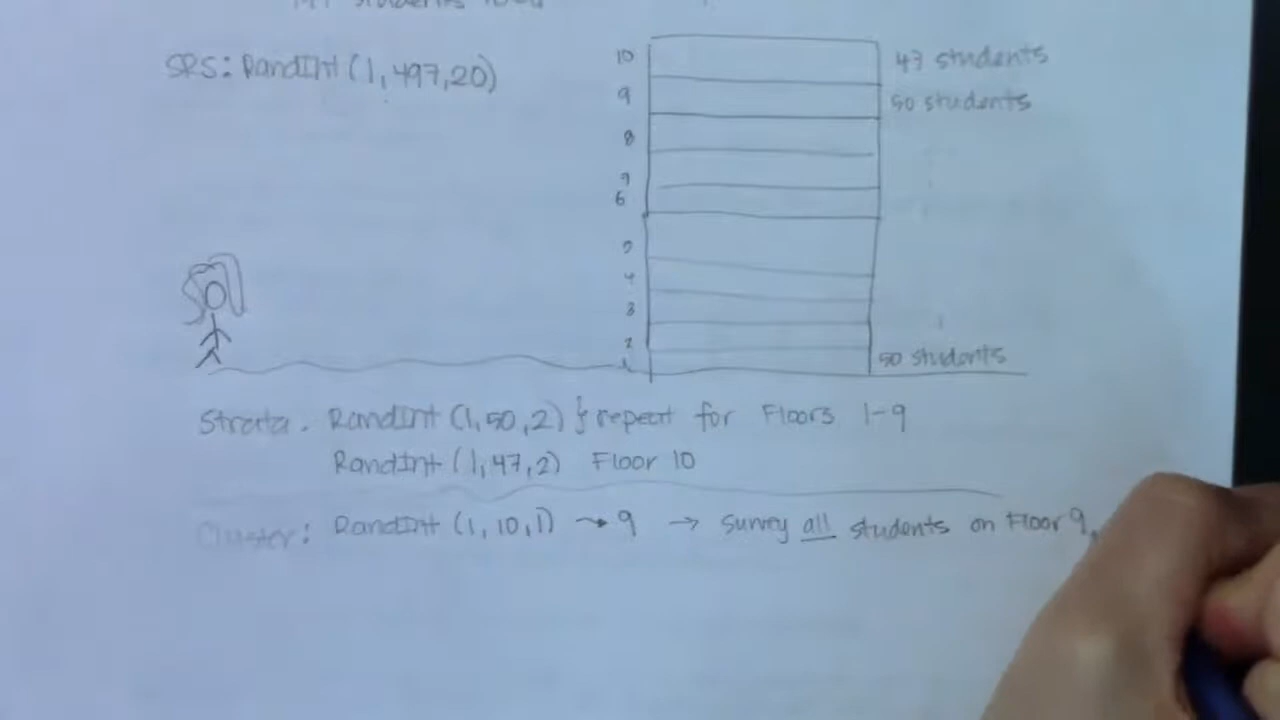 students
SRS: RandInt (1, 497, 20)
10
47 students
9
50 students
8
7
6
5
4
3
2
1
50 students
Strata. RandInt (1, 50, 2) } repeat for Floors 1-9
RandInt (1, 47, 2) Floor 10
Cluster: RandInt (1, 10, 1) → 9 → survey all students on Floor 9.